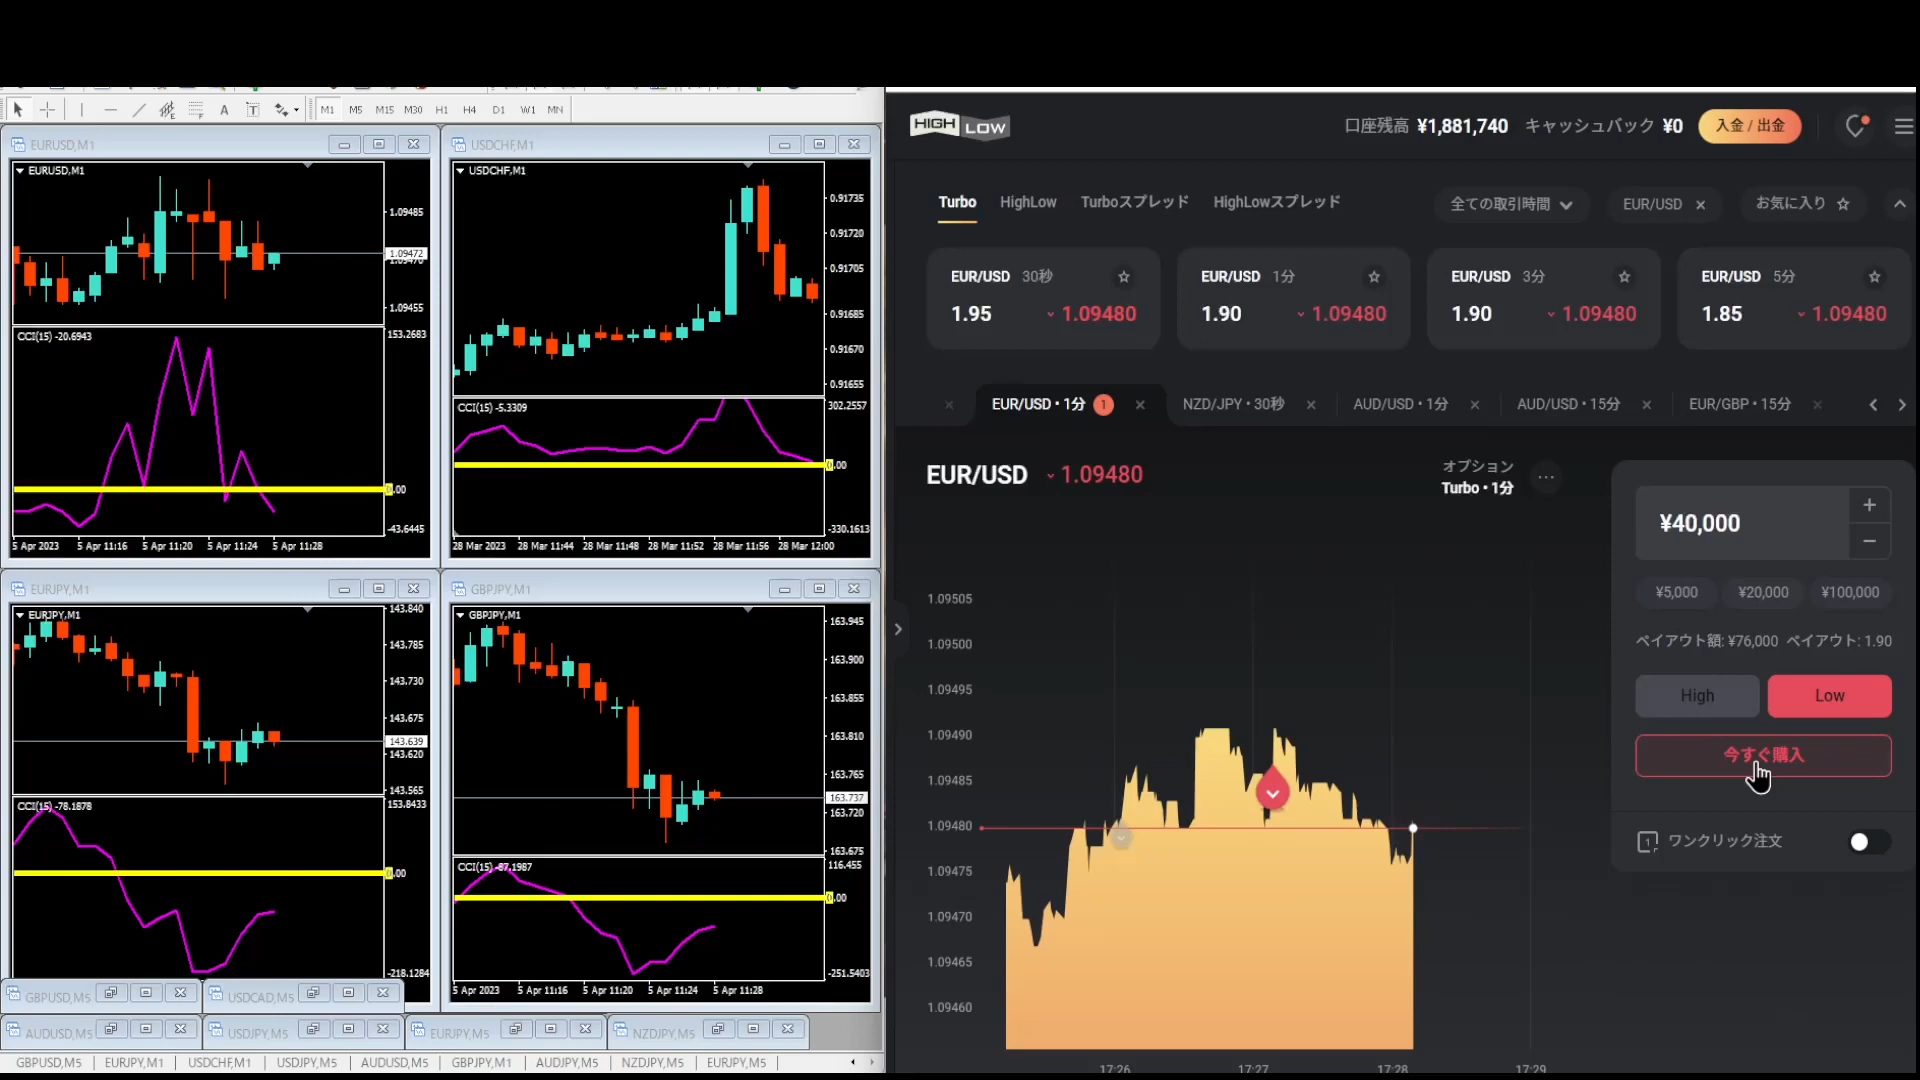 A
T
M1 M5 M15 M30 H1 H4 D1 W1 MN
EURUSD,M1
EURUSD,M1
1.09485
1.09472
1.09455
CCI(15) -20.6943
153.2683
0.00
-43.6445
5 Apr 2023 5 Apr 11:16 5 Apr 11:20 5 Apr 11:24 5 Apr 11:28
USDCHF,M1
USDCHF,M1
0.91735
0.91720
0.91705
0.91685
0.91670
0.91655
CCI(15) -5.3309
302.2557
0.00
-330.1613
28 Mar 2023 28 Mar 11:44 28 Mar 11:48 28 Mar 11:52 28 Mar 11:56 28 Mar 12:00
EURJPY,M1
EURJPY,M1
143.840
143.785
143.730
143.675
143.639
143.620
143.565
CCI(15) -78.1878
153.8433
0.00
-218.1284
GBPJPY,M1
GBPJPY,M1
163.945
163.900
163.855
163.810
163.765
163.737
163.720
163.675
CCI(15) -87.1987
116.455
0.00
-251.5403
5 Apr 2023 5 Apr 11:16 5 Apr 11:20 5 Apr 11:24 5 Apr 11:28
GBPUSD,M5 USDCAD,M5
AUDUSD,M5 USDJPY,M5 EURJPY,M5 NZDJPY,M5
GBPUSD,M5 EURJPY,M1 USDCHF,M1 USDJPY,M5 AUDUSD,M5 GBPJPY,M1 AUDJPY,M5 NZDJPY,M5 EURJPY,M5
HIGH LOW
口座残高 ¥1,881,740 キャッシュバック ¥0 入金 / 出金
Turbo HighLow Turboスプレッド HighLowスプレッド 全ての取引時間 EUR/USD × お気に入り
EUR/USD 30秒
1.95 1.09480
EUR/USD 1分
1.90 1.09480
EUR/USD 3分
1.90 1.09480
EUR/USD 5分
1.85 1.09480
EUR/USD • 1分 1 NZD/JPY • 30秒 AUD/USD • 1分 AUD/USD • 15分 EUR/GBP • 15分
EUR/USD 1.09480
オプション
Turbo • 1分
1.09505
1.09500
1.09495
1.09490
1.09485
1.09480
1.09475
1.09470
1.09465
1.09460
17:26 17:27 17:28 17:29
¥40,000
+
−
¥5,000 ¥20,000 ¥100,000
ペイアウト額: ¥76,000 ペイアウト: 1.90
High Low
今すぐ購入
1 ワンクリック注文